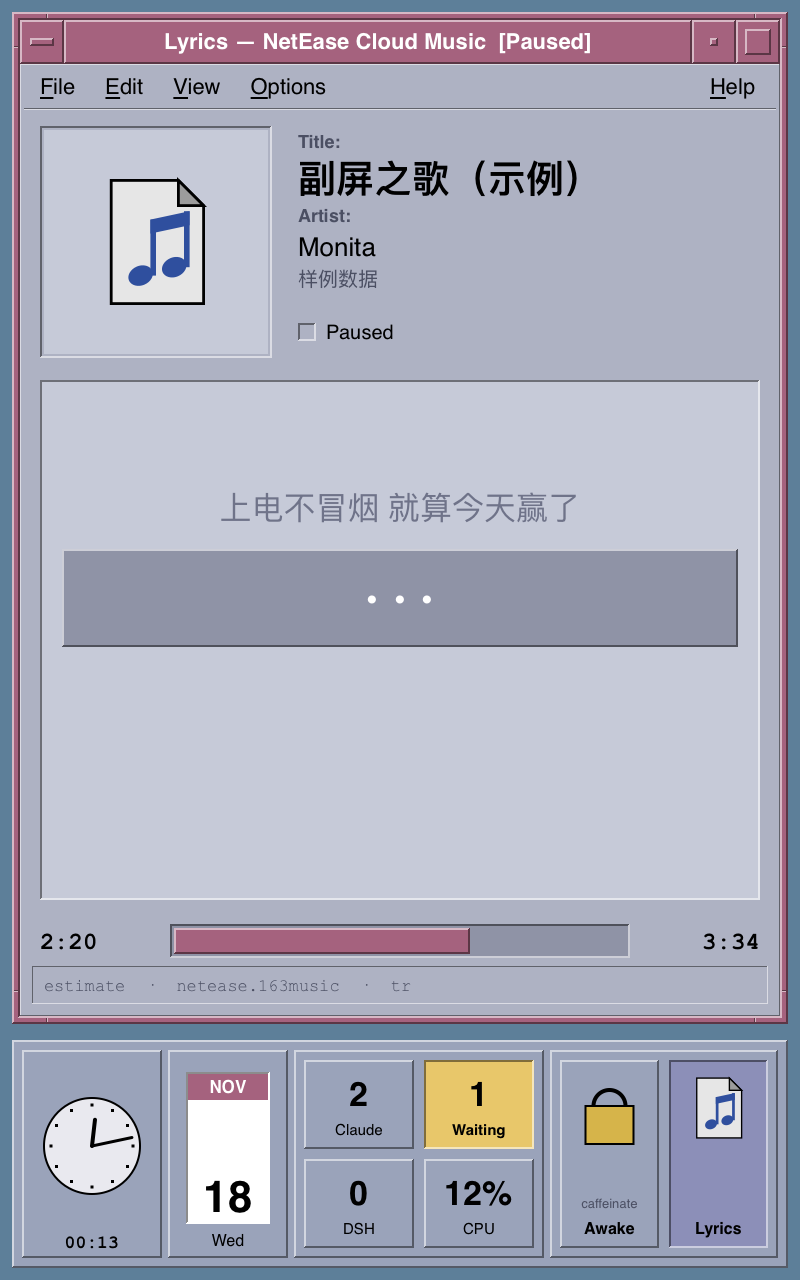 Lyrics — NetEase Cloud Music [Paused]
File Edit View Options Help
Title:
副屏之歌（示例）
Artist:
Monita
样例数据
Paused
上电不冒烟 就算今天赢了
• • •
2:20 3:34
estimate · netease.163music · tr
NOV
18
Wed
00:13
2
Claude
1
Waiting
0
DSH
12%
CPU
caffeinate
Awake
Lyrics